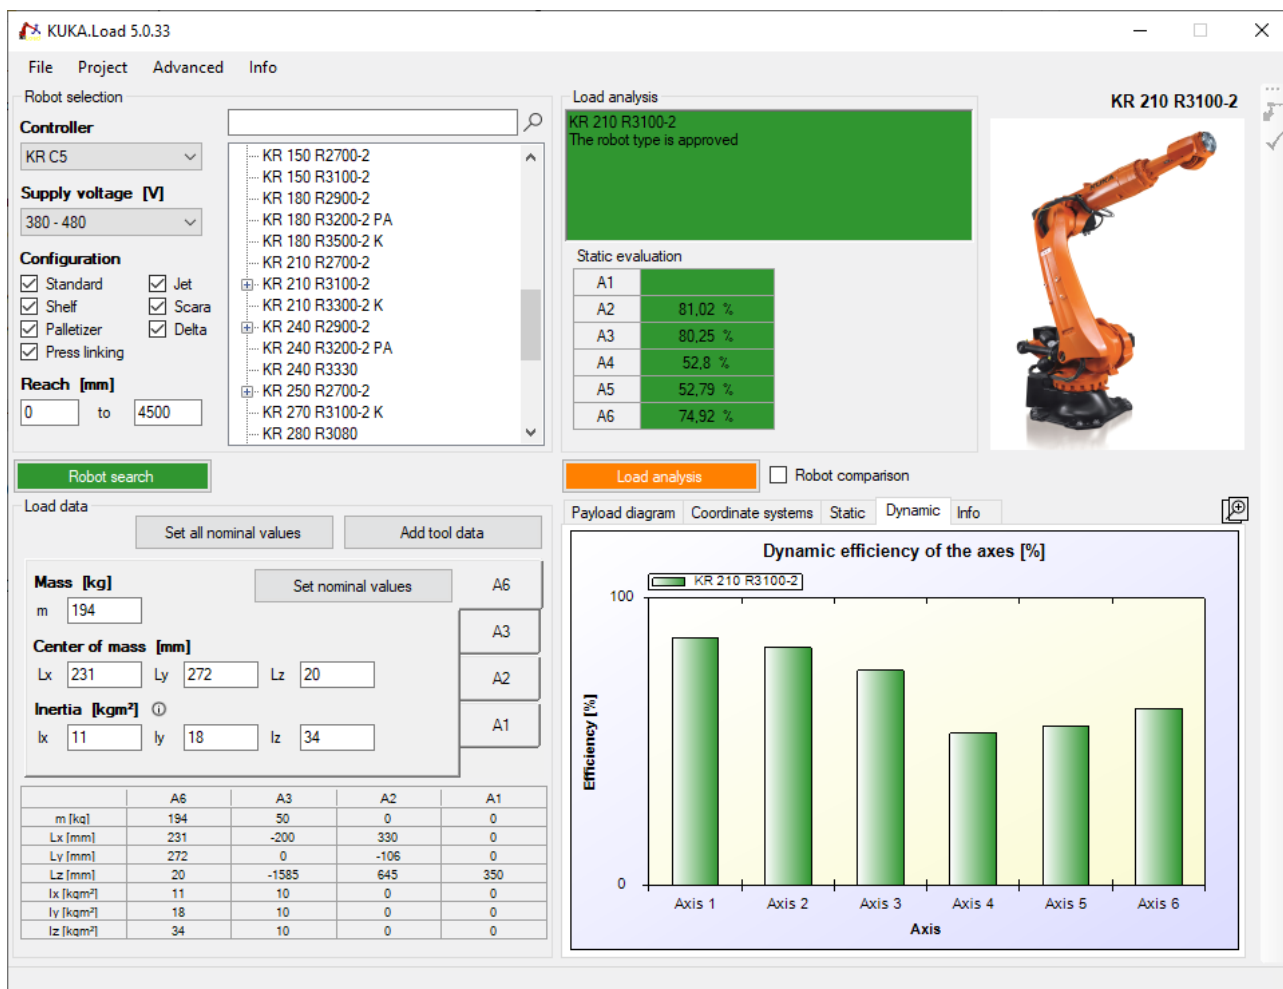 KUKA.Load 5.0.33
File Project Advanced Info
Robot selection
Controller
KR C5
Supply voltage [V]
380 - 480
Configuration
Standard Jet
Shelf Scara
Palletizer Delta
Press linking
Reach [mm]
0 to 4500
KR 150 R2700-2
KR 150 R3100-2
KR 180 R2900-2
KR 180 R3200-2 PA
KR 180 R3500-2 K
KR 210 R2700-2
KR 210 R3100-2
KR 210 R3300-2 K
KR 240 R2900-2
KR 240 R3200-2 PA
KR 240 R3330
KR 250 R2700-2
KR 270 R3100-2 K
KR 280 R3080
Robot search
Load analysis
KR 210 R3100-2
The robot type is approved
Static evaluation
A1
A2 81,02 %
A3 80,25 %
A4 52,8 %
A5 52,79 %
A6 74,92 %
KR 210 R3100-2
Load analysis Robot comparison
Load data
Set all nominal values Add tool data
Mass [kg] Set nominal values
m 194
Center of mass [mm]
Lx 231 Ly 272 Lz 20
Inertia [kgm²]
Ix 11 Iy 18 Iz 34
A6
A3
A2
A1
A6 A3 A2 A1
m [kg] 194 50 0 0
Lx [mm] 231 -200 330 0
Ly [mm] 272 0 -106 0
Lz [mm] 20 -1585 645 350
Ix [kgm²] 11 10 0 0
Iy [kgm²] 18 10 0 0
Iz [kgm²] 34 10 0 0
Payload diagram Coordinate systems Static Dynamic Info
Dynamic efficiency of the axes [%]
KR 210 R3100-2
100
Efficiency [%]
0
Axis 1 Axis 2 Axis 3 Axis 4 Axis 5 Axis 6
Axis